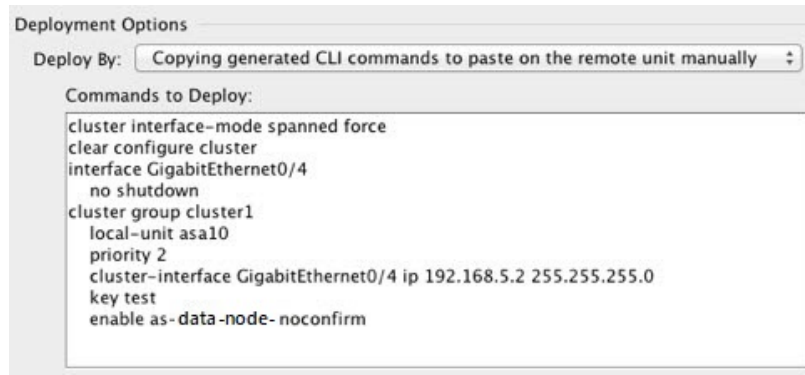 Deployment Options
Deploy By: Copying generated CLI commands to paste on the remote unit manually
Commands to Deploy:
cluster interface-mode spanned force
clear configure cluster
interface GigabitEthernet0/4
no shutdown
cluster group cluster1
local-unit asa10
priority 2
cluster-interface GigabitEthernet0/4 ip 192.168.5.2 255.255.255.0
key test
enable as-data-node-noconfirm